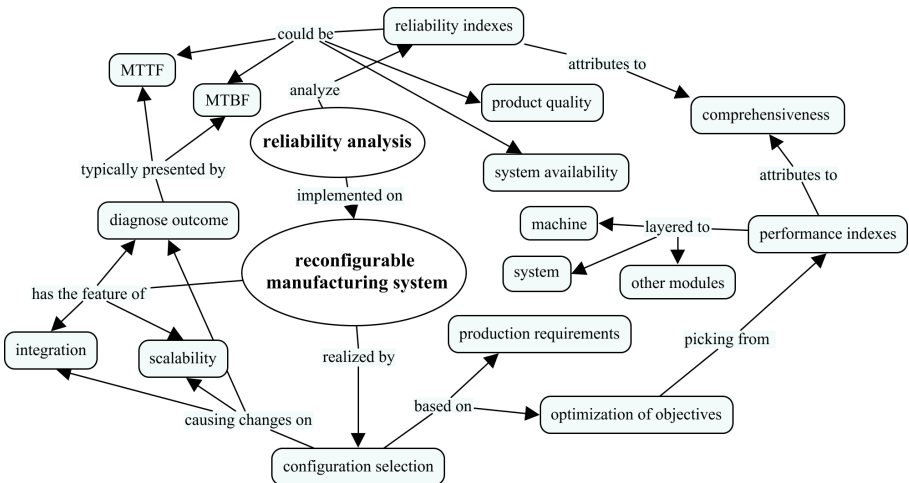 reliability indexes
could be
attributes to
MTTF
MTBF
analyze
product quality
comprehensiveness
reliability analysis
typically presented by
system availability
attributes to
implemented on
diagnose outcome
machine
layered to
performance indexes
reconfigurable
manufacturing system
system
other modules
has the feature of
production requirements
integration
scalability
realized by
picking from
based on
optimization of objectives
causing changes on
configuration selection